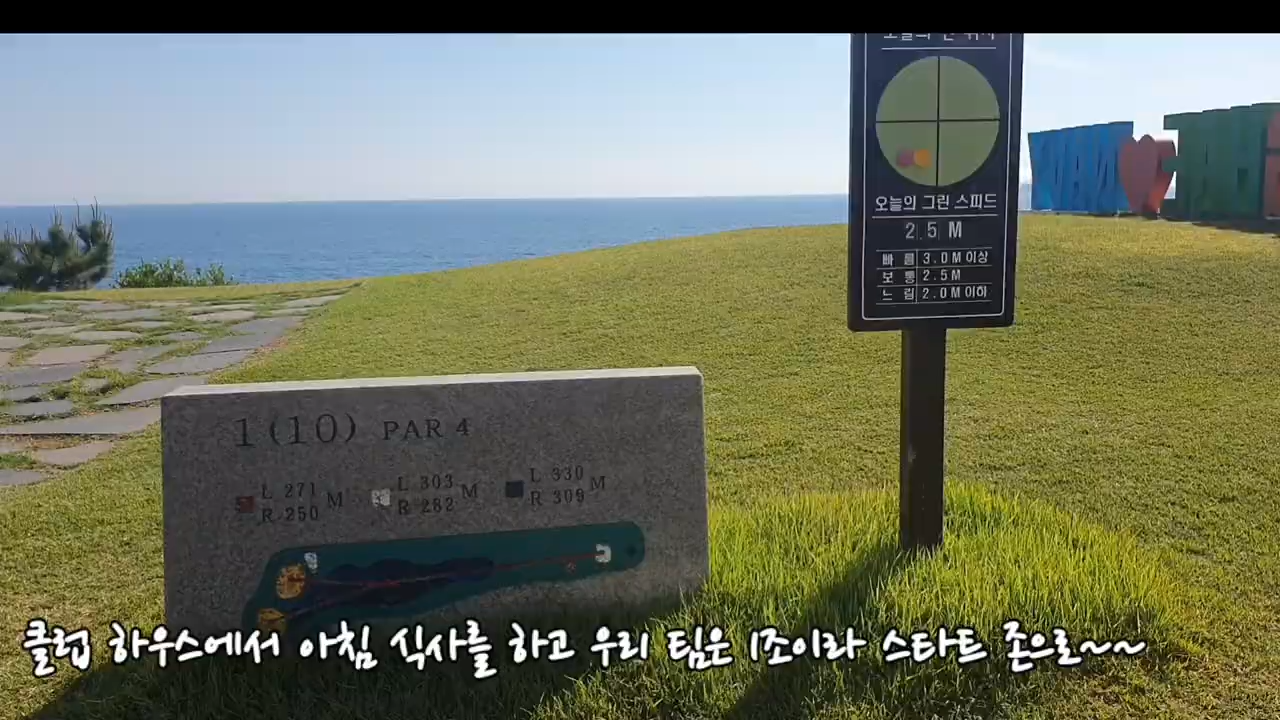 오늘의 그린 스피드
2.5 M
빠 름 3.0M 이상
보 통 2.5M
느 림 2.0M 이하
1(10) PAR 4
L 271 M
R 250
L 303 M
R 282
L 330 M
R 309
클럽 하우스에서 아침 식사를 하고 우리 팀은 1조이라 스타트 존으로~~